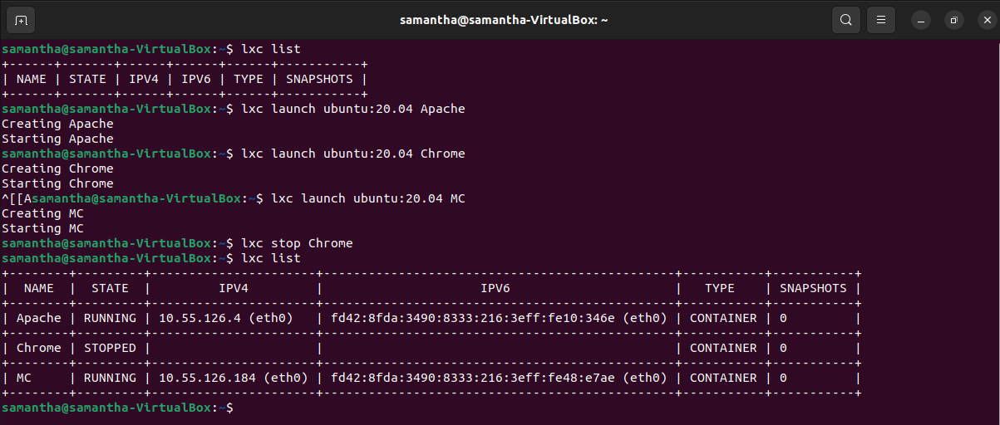 samantha@samantha-VirtualBox: ~
samantha@samantha-VirtualBox:~$ lxc list
+------+-------+------+------+------+-----------+
| NAME | STATE | IPV4 | IPV6 | TYPE | SNAPSHOTS |
+------+-------+------+------+------+-----------+
samantha@samantha-VirtualBox:~$ lxc launch ubuntu:20.04 Apache
Creating Apache
Starting Apache
samantha@samantha-VirtualBox:~$ lxc launch ubuntu:20.04 Chrome
Creating Chrome
Starting Chrome
^[[Asamantha@samantha-VirtualBox:~$ lxc launch ubuntu:20.04 MC
Creating MC
Starting MC
samantha@samantha-VirtualBox:~$ lxc stop Chrome
samantha@samantha-VirtualBox:~$ lxc list
+--------+---------+----------------------+-----------------------------------------------+-----------+-----------+
|  NAME  |  STATE  |         IPV4         |                     IPV6                      |   TYPE    | SNAPSHOTS |
+--------+---------+----------------------+-----------------------------------------------+-----------+-----------+
| Apache | RUNNING | 10.55.126.4 (eth0)   | fd42:8fda:3490:8333:216:3eff:fe10:346e (eth0) | CONTAINER | 0         |
+--------+---------+----------------------+-----------------------------------------------+-----------+-----------+
| Chrome | STOPPED |                      |                                               | CONTAINER | 0         |
+--------+---------+----------------------+-----------------------------------------------+-----------+-----------+
| MC     | RUNNING | 10.55.126.184 (eth0) | fd42:8fda:3490:8333:216:3eff:fe48:e7ae (eth0) | CONTAINER | 0         |
+--------+---------+----------------------+-----------------------------------------------+-----------+-----------+
samantha@samantha-VirtualBox:~$